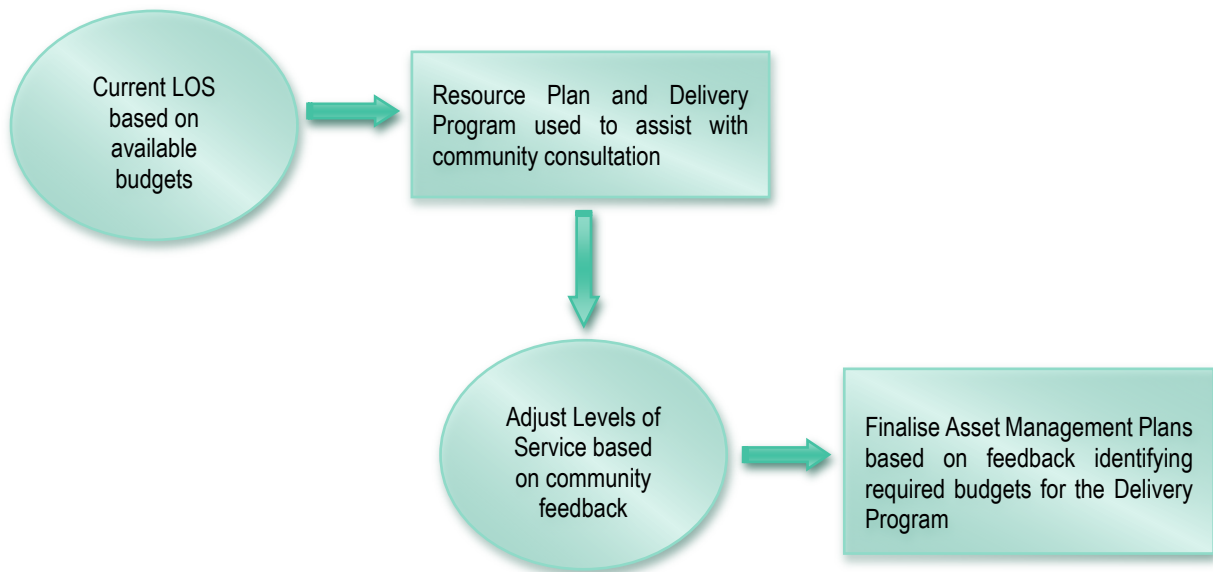 Current LOS
based on
available
budgets
Resource Plan and Delivery
Program used to assist with
community consultation
Adjust Levels of
Service based
on community
feedback
Finalise Asset Management Plans
based on feedback identifying
required budgets for the Delivery
Program